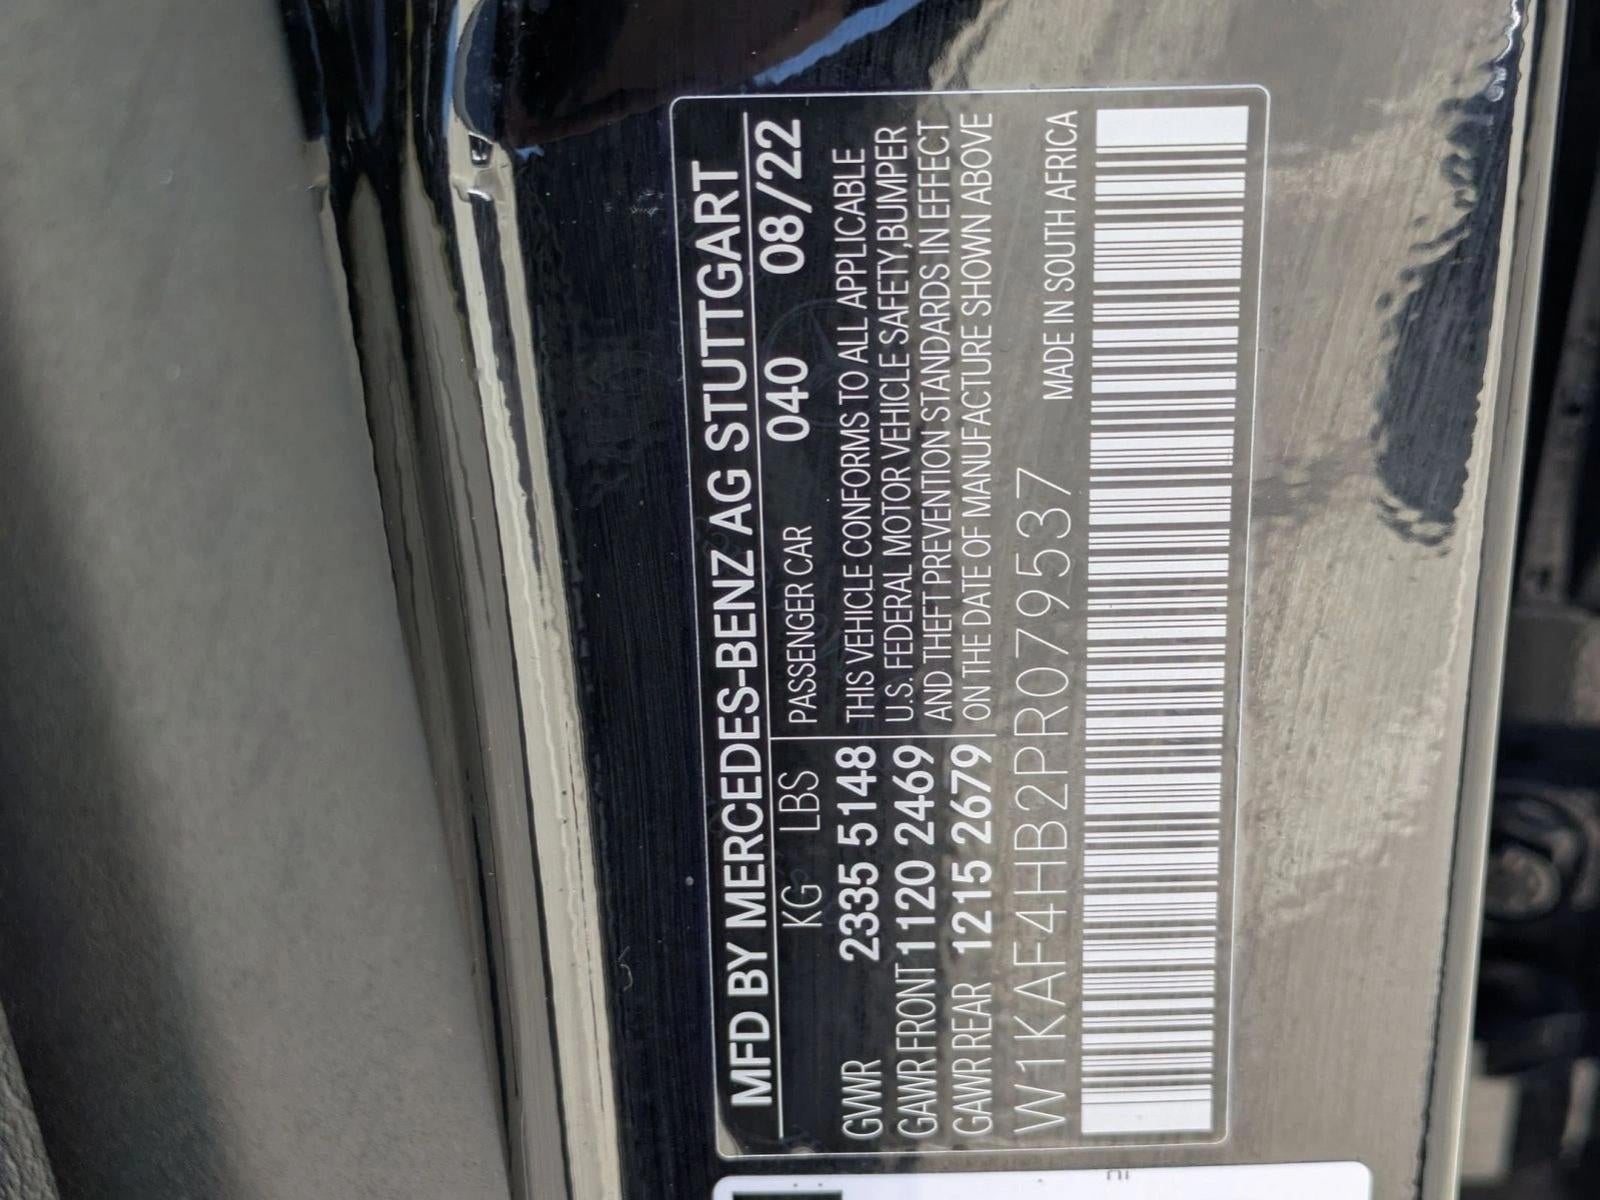 MFD BY MERCEDES-BENZ AG STUTTGART
KG LBS PASSENGER CAR 040 08/22
GVWR 2335 5148 THIS VEHICLE CONFORMS TO ALL APPLICABLE
GAWR FRONT 1120 2469 U.S. FEDERAL MOTOR VEHICLE SAFETY, BUMPER
GAWR REAR 1215 2679 AND THEFT PREVENTION STANDARDS IN EFFECT
ON THE DATE OF MANUFACTURE SHOWN ABOVE
W1KAF4HB2PR079537 MADE IN SOUTH AFRICA